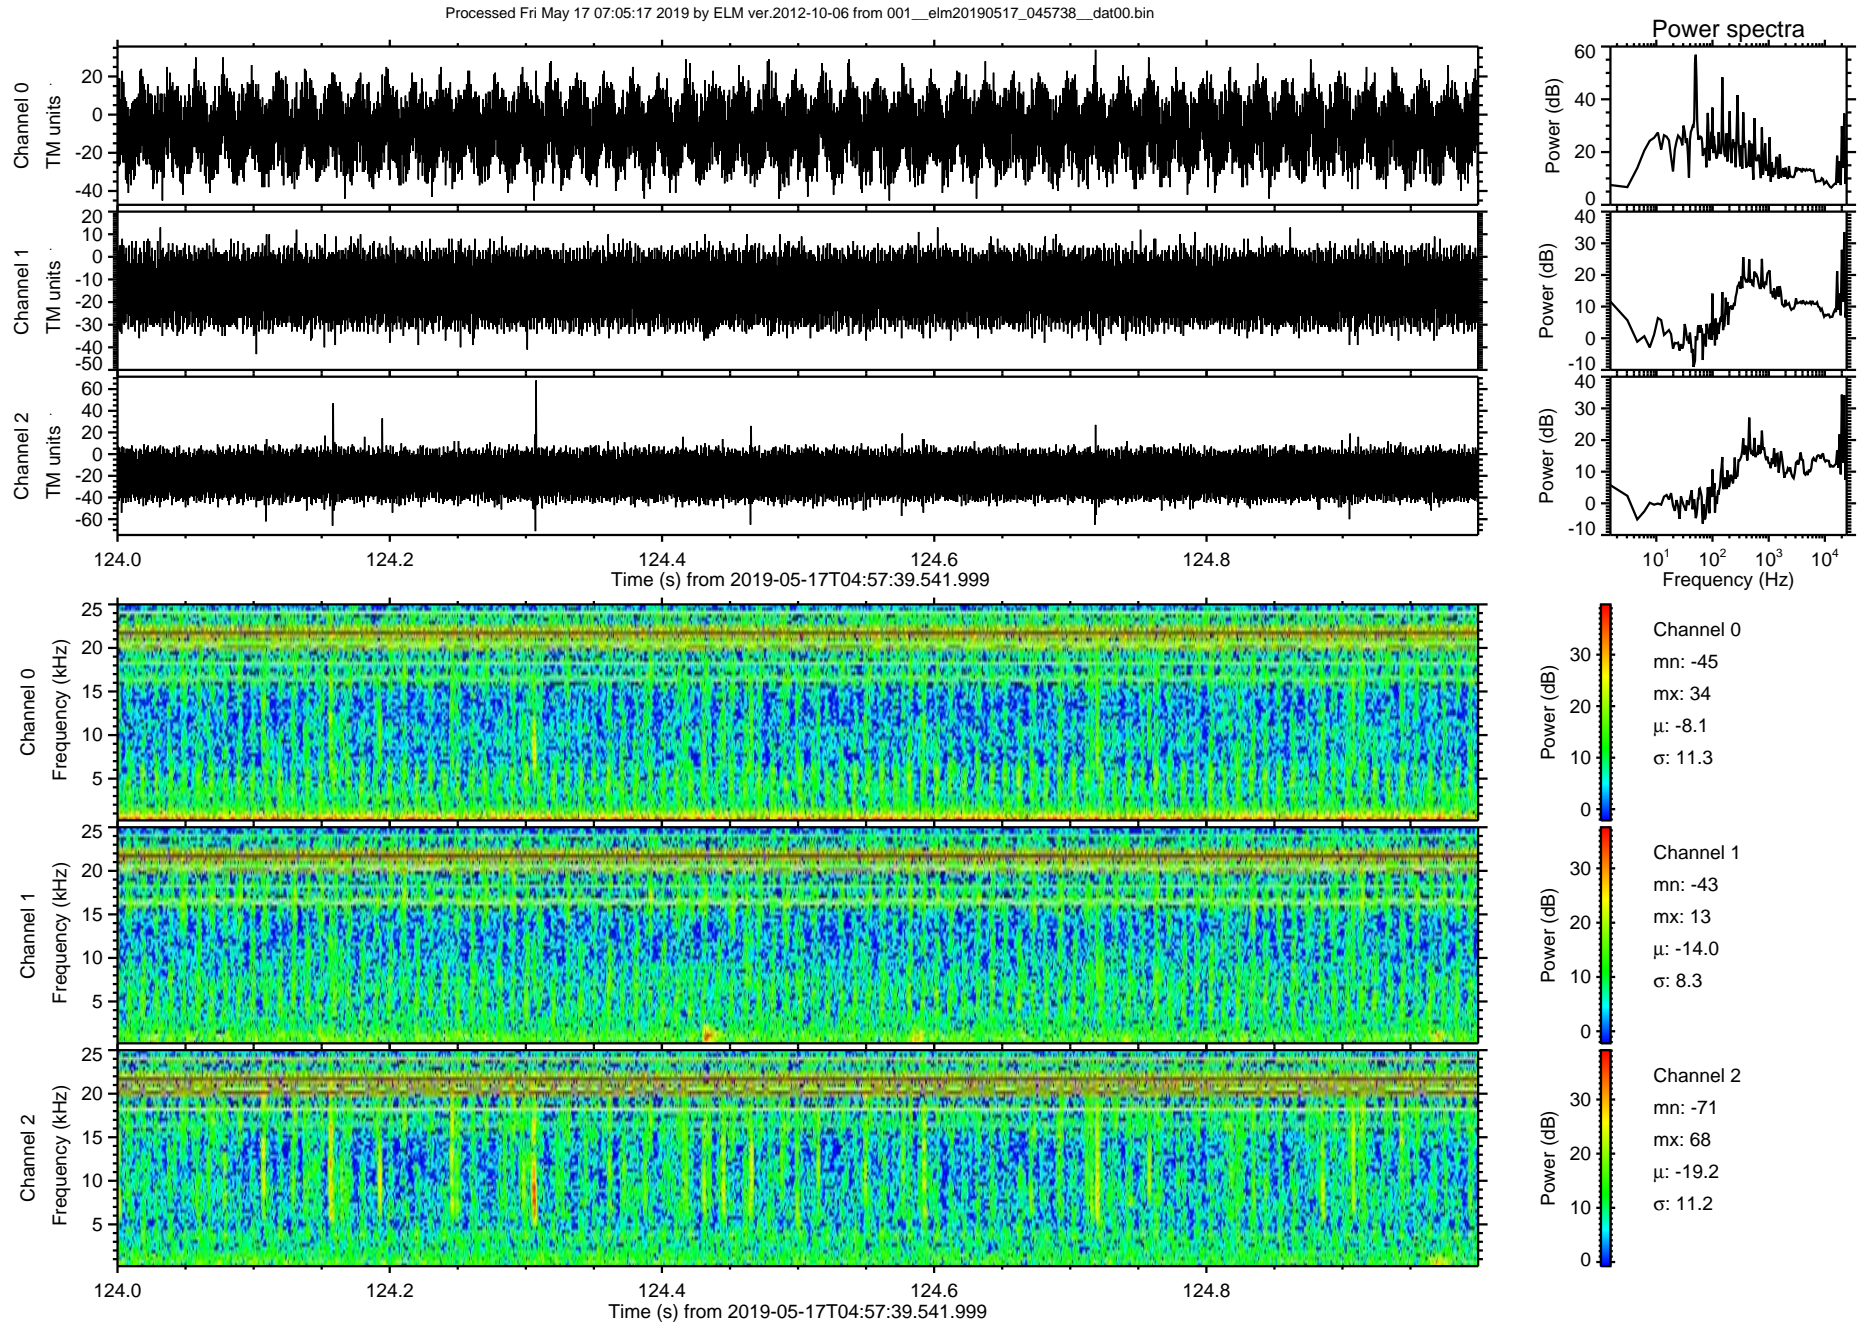 Processed Fri May 17 07:05:17 2019 by ELM ver.2012-10-06 from 001__elm20190517_045738__dat00.bin
Power spectra
Channel 0
TM units
20
0
-20
-40
Power (dB)
60
40
20
0
Channel 1
TM units
20
10
0
-10
-20
-30
-40
-50
Power (dB)
40
30
20
10
0
-10
Channel 2
TM units
60
40
20
0
-20
-40
-60
Power (dB)
40
30
20
10
0
-10
124.0 124.2 124.4 124.6 124.8
Time (s) from 2019-05-17T04:57:39.541.999
10¹ 10² 10³ 10⁴
Frequency (Hz)
Channel 0
Frequency (kHz)
25
20
15
10
5
Power (dB)
30
20
10
0
Channel 0
mn: -45
mx: 34
μ: -8.1
σ: 11.3
Channel 1
Frequency (kHz)
25
20
15
10
5
Power (dB)
30
20
10
0
Channel 1
mn: -43
mx: 13
μ: -14.0
σ: 8.3
Channel 2
Frequency (kHz)
25
20
15
10
5
Power (dB)
30
20
10
0
Channel 2
mn: -71
mx: 68
μ: -19.2
σ: 11.2
124.0 124.2 124.4 124.6 124.8
Time (s) from 2019-05-17T04:57:39.541.999